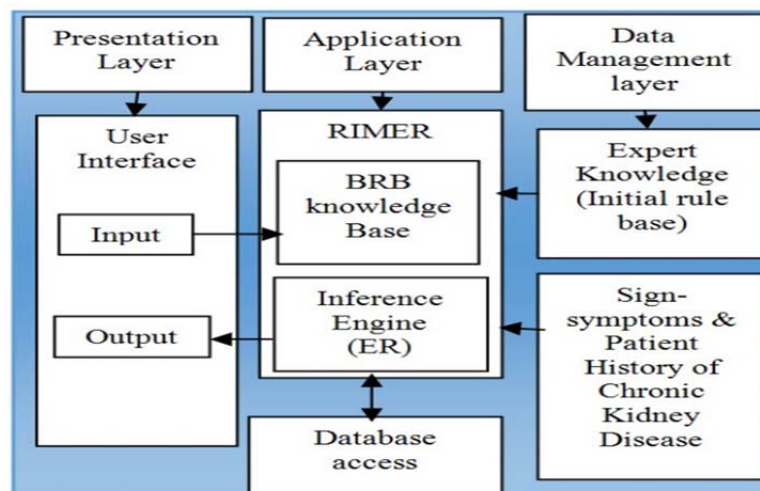 Presentation
Layer
Application
Layer
Data
Management
layer
User
Interface
Input
Output
RIMER
BRB
knowledge
Base
Inference
Engine
(ER)
Database
access
Expert
Knowledge
(Initial rule
base)
Sign-
symptoms &
Patient
History of
Chronic
Kidney
Disease